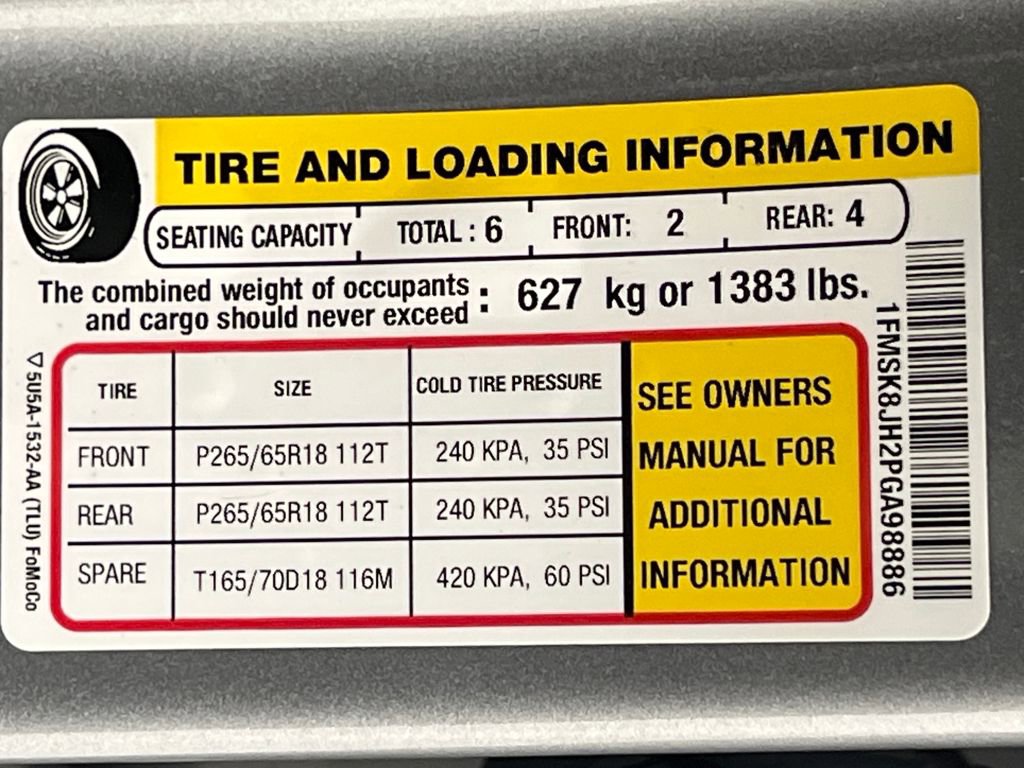 TIRE AND LOADING INFORMATION
SEATING CAPACITY TOTAL : 6 FRONT: 2 REAR: 4
The combined weight of occupants
and cargo should never exceed : 627 kg or 1383 lbs.
TIRE SIZE COLD TIRE PRESSURE
FRONT P265/65R18 112T 240 KPA, 35 PSI
REAR P265/65R18 112T 240 KPA, 35 PSI
SPARE T165/70D18 116M 420 KPA, 60 PSI
SEE OWNERS
MANUAL FOR
ADDITIONAL
INFORMATION
5U5A-1532-AA (TLU) FoMoCo
1FMSK8JH2PGA98886